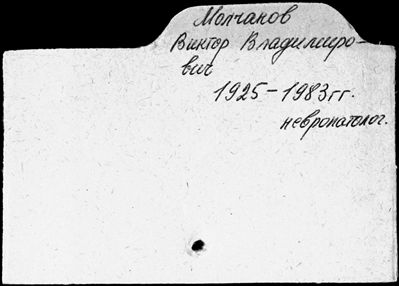 Молчанов
Виктор Владимиро-
вич
1925-1983гг.
невропатолог.